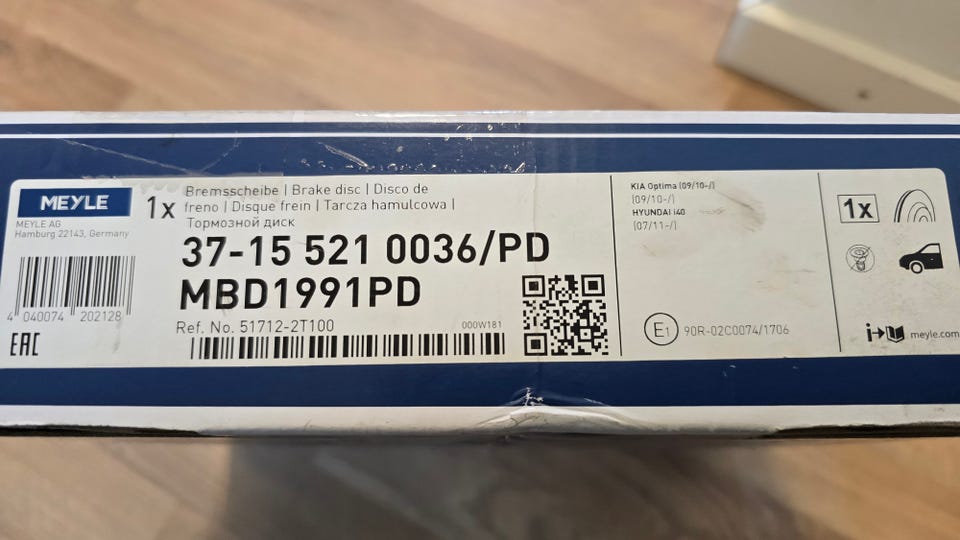 MEYLE
MEYLE AG
Hamburg 22143, Germany
4 040074 202128
EAC
1x
Bremsscheibe | Brake disc | Disco de
freno | Disque frein | Tarcza hamulcowa |
Тормозной диск
37-15 521 0036/PD
MBD1991PD
Ref. No. 51712-2T100
000W181
KIA Optima (09/10-/)
(09/10-/)
HYUNDAI i40
(07/11-/)
E1 90R-02C0074/1706
1x
meyle.com